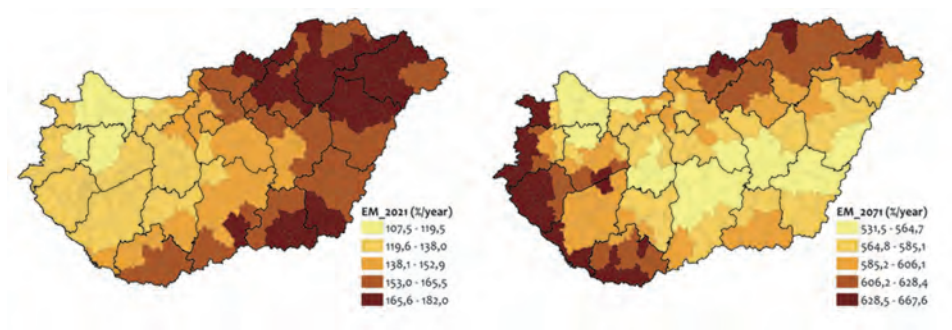 EM_2021 (%/year)
107,5 - 119,5
119,6 - 138,0
138,1 - 152,9
153,0 - 165,5
165,6 - 182,0
EM_2071 (%/year)
531,5 - 564,7
564,8 - 585,1
585,2 - 606,1
606,2 - 628,4
628,5 - 667,6